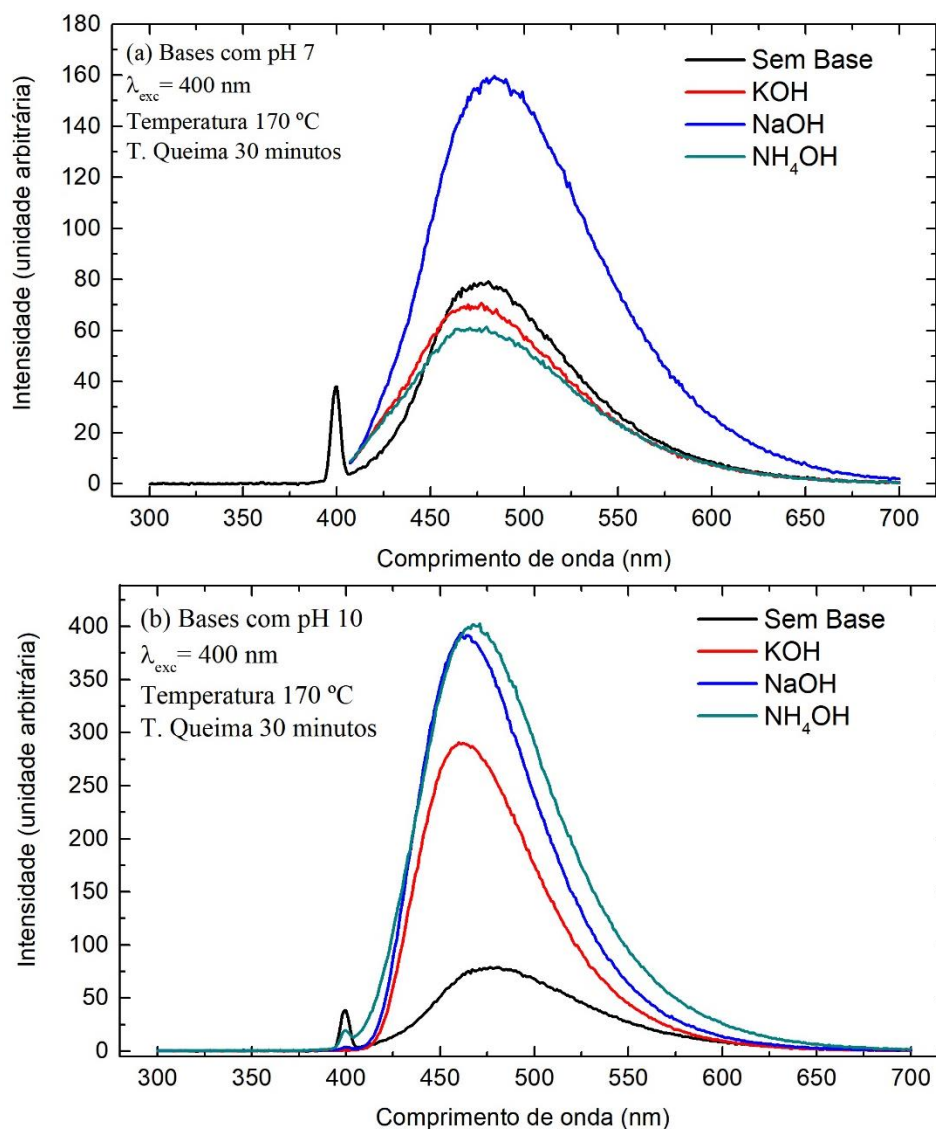 180
160
140
120
100
80
60
40
20
0
Intensidade (unidade arbitrária)
(a) Bases com pH 7
λexc= 400 nm
Temperatura 170 ºC
T. Queima 30 minutos
Sem Base
KOH
NaOH
NH4OH
300 350 400 450 500 550 600 650 700
Comprimento de onda (nm)
400
350
300
250
200
150
100
50
0
Intensidade (unidade arbitrária)
(b) Bases com pH 10
λexc= 400 nm
Temperatura 170 ºC
T. Queima 30 minutos
Sem Base
KOH
NaOH
NH4OH
300 350 400 450 500 550 600 650 700
Comprimento de onda (nm)